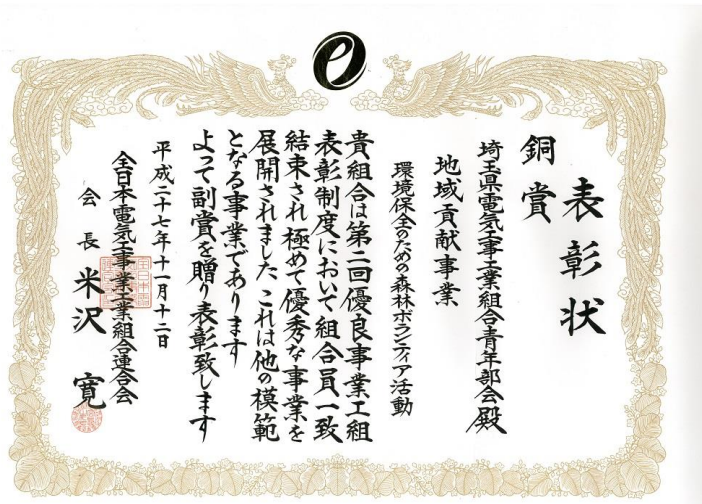 表彰状
銅賞
埼玉県電気工事工業組合青年部会殿
地域貢献事業
環境保全のための森林ボランティア活動
貴組合は第二回優良事業工組
表彰制度において組合員一致
結束され極めて優秀な事業を
展開されました これは他の模範
となる事業であります
よって副賞を贈り表彰致します
平成二十七年十一月十二日
全日本電気工事業工業組合連合会
会長 米沢 寛